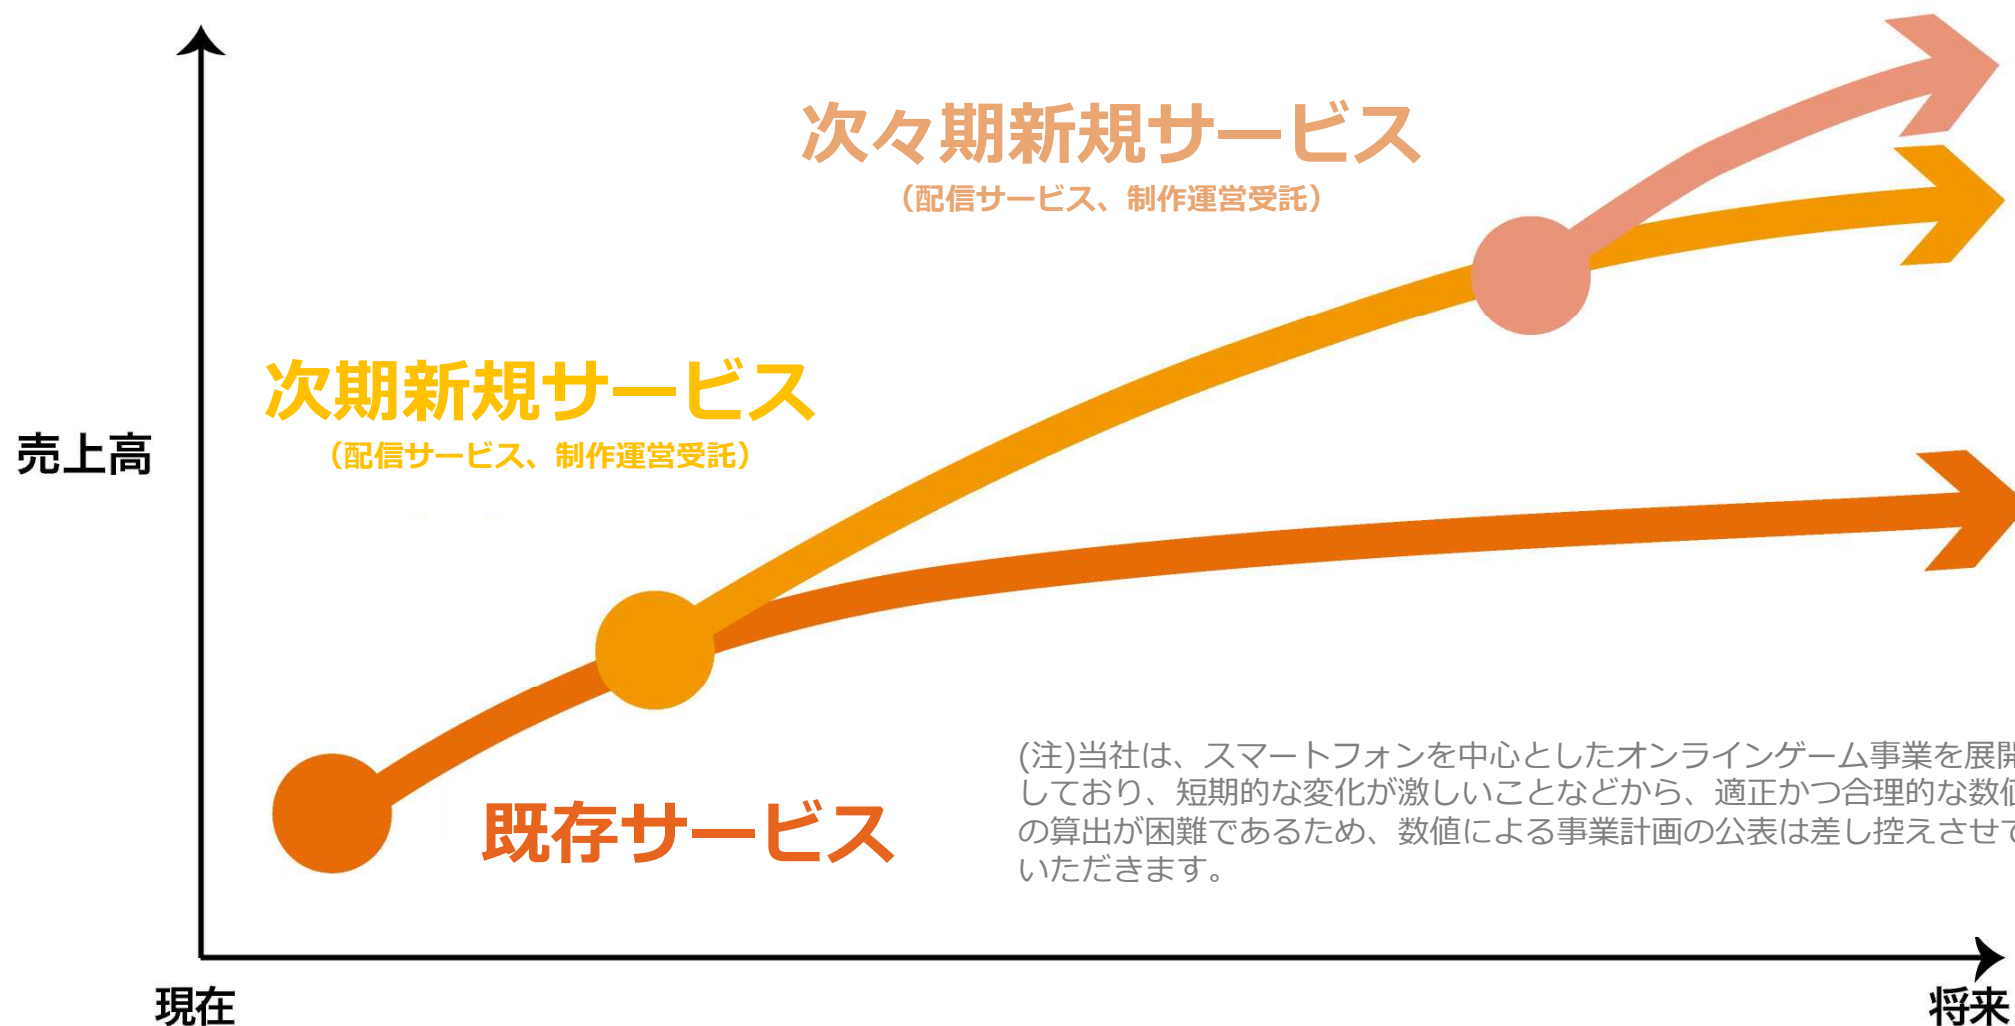 次々期新規サービス
（配信サービス、制作運営受託）
次期新規サービス
（配信サービス、制作運営受託）
売上高
既存サービス
(注)当社は、スマートフォンを中心としたオンラインゲーム事業を展開
しており、短期的な変化が激しいことなどから、適正かつ合理的な数値
の算出が困難であるため、数値による事業計画の公表は差し控えさせて
いただきます。
現在
将来